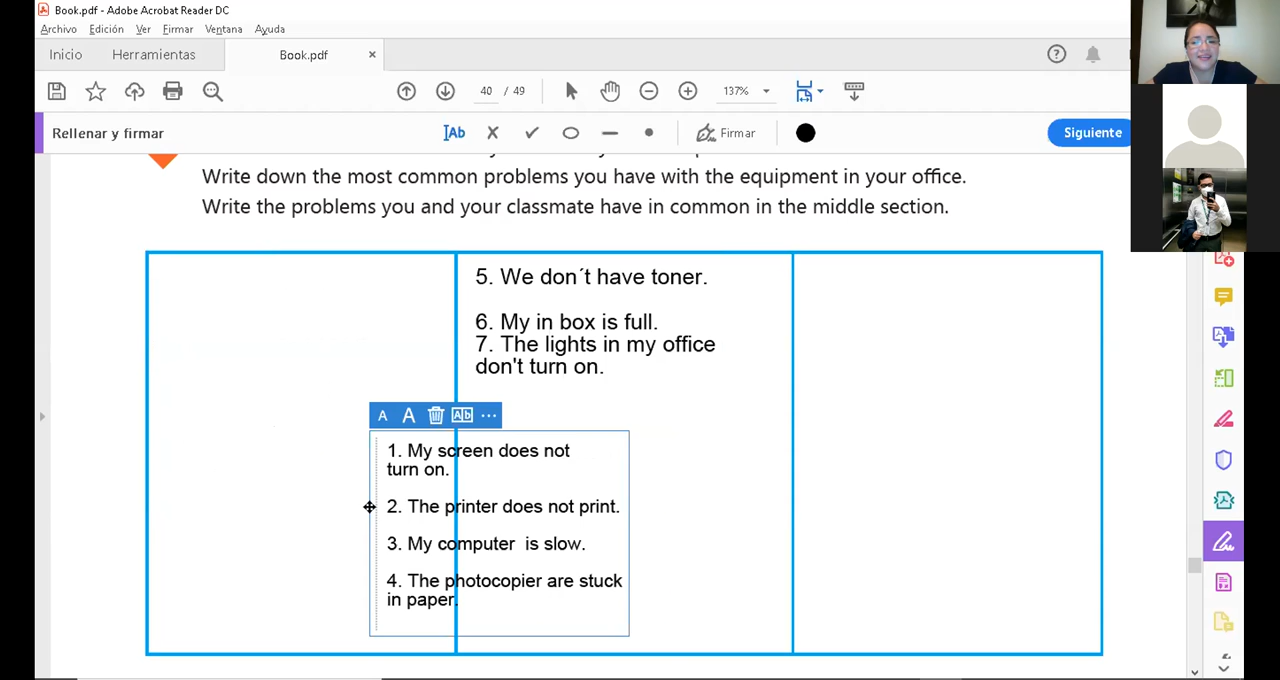 Book.pdf - Adobe Acrobat Reader DC
Archivo Edición Ver Firmar Ventana Ayuda
Inicio Herramientas Book.pdf ×
40 / 49 137%
Rellenar y firmar
Ab Firmar
Siguiente
Write down the most common problems you have with the equipment in your office.
Write the problems you and your classmate have in common in the middle section.
5. We don´t have toner.
6. My in box is full.
7. The lights in my office
don't turn on.
A A Ab ...
1. My screen does not
turn on.
2. The printer does not print.
3. My computer is slow.
4. The photocopier are stuck
in paper.